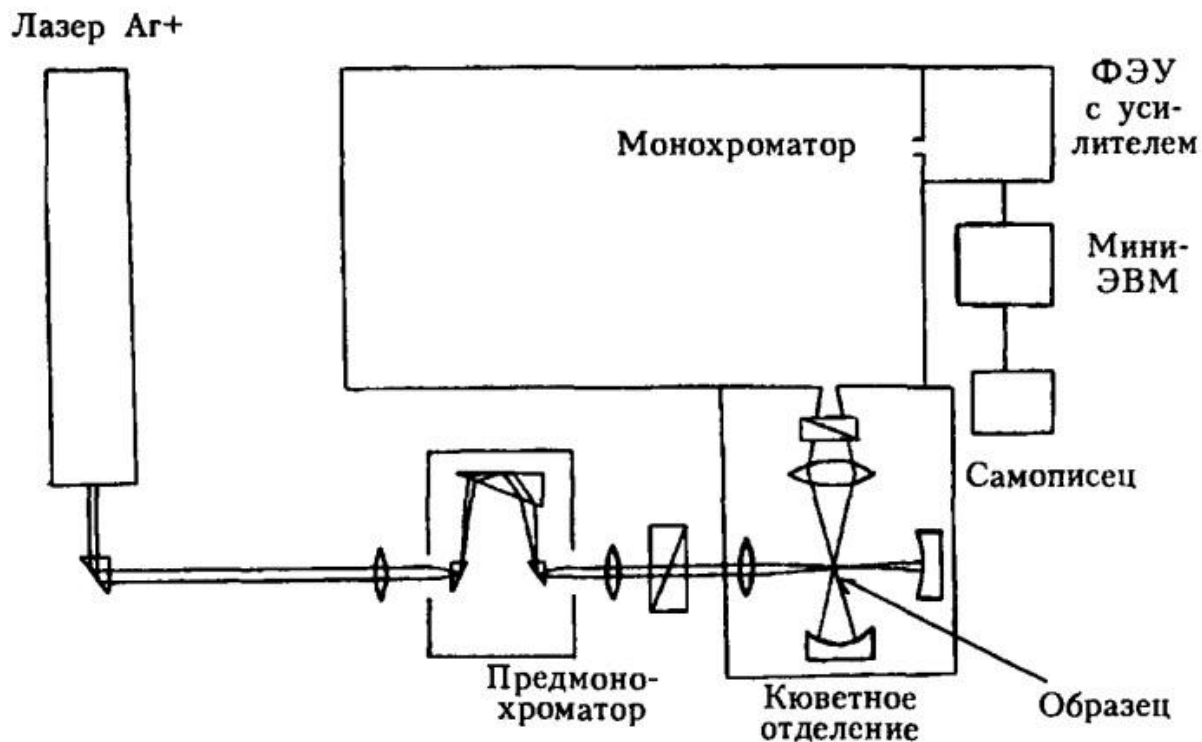 Лазер Ar+
Монохроматор
ФЭУ
с уси-
лителем
Мини-
ЭВМ
Самописец
Предмоно-
хроматор
Кюветное
отделение
Образец